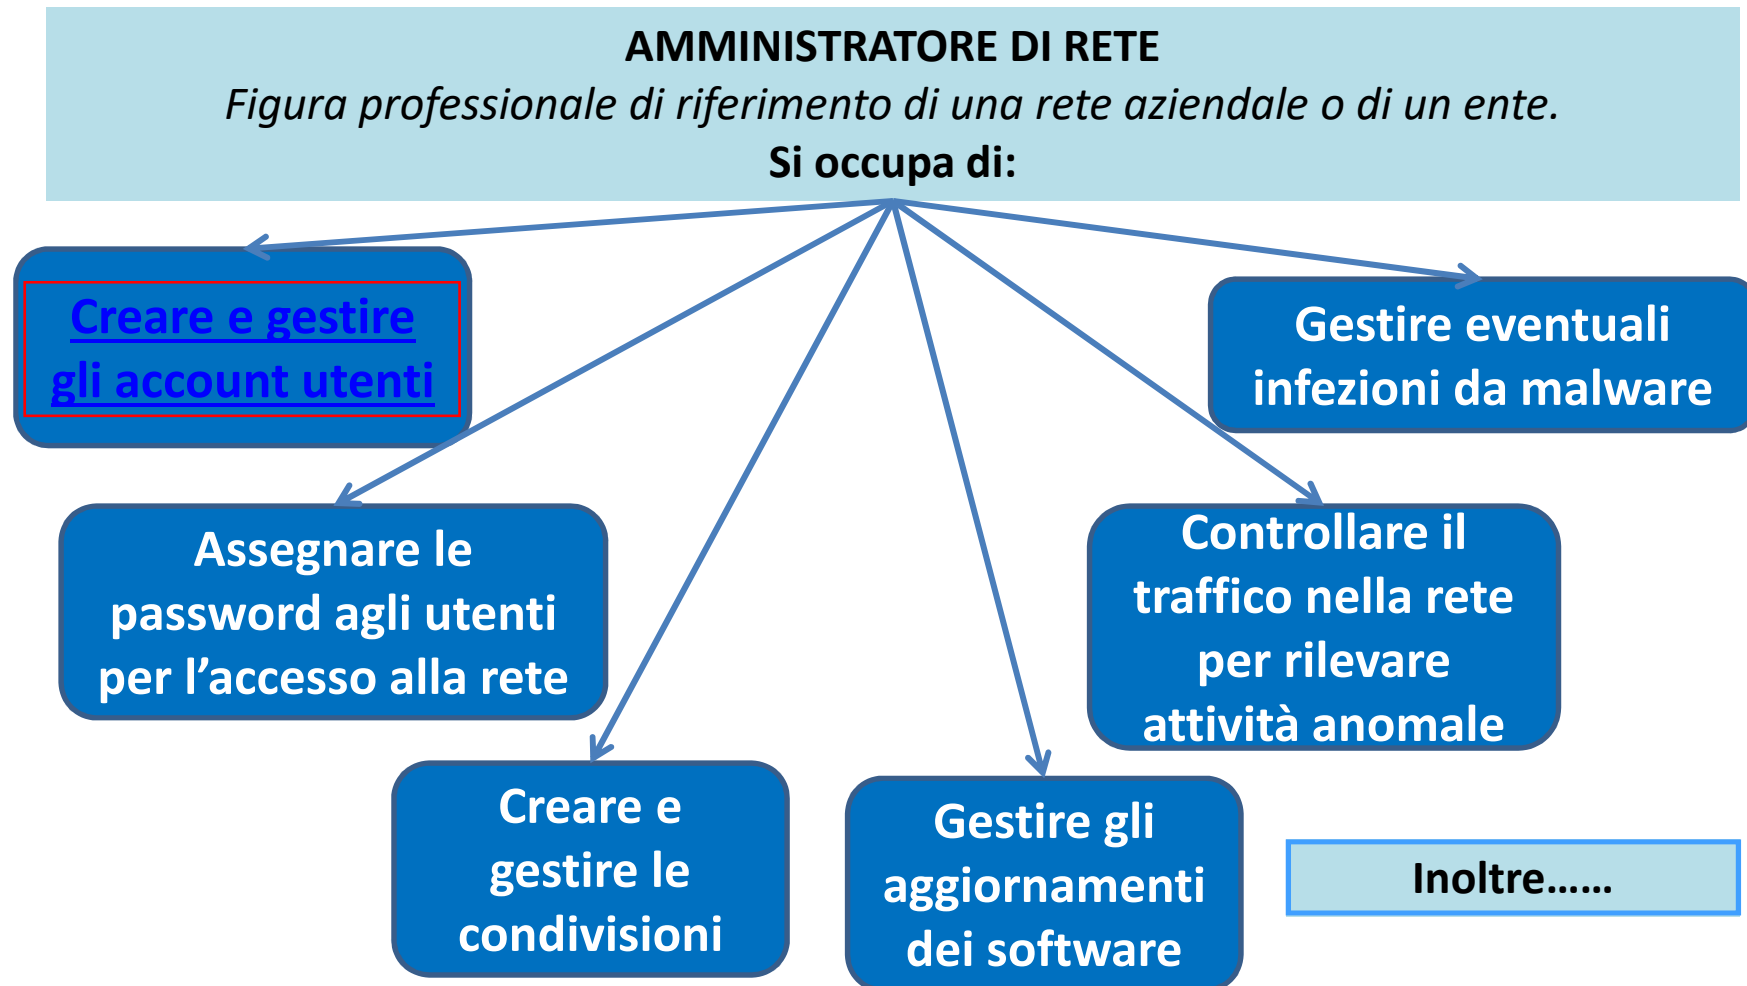 AMMINISTRATORE DI RETE
Figura professionale di riferimento di una rete aziendale o di un ente.
Si occupa di:
Creare e gestire
gli account utenti
Gestire eventuali
infezioni da malware
Assegnare le
password agli utenti
per l’accesso alla rete
Controllare il
traffico nella rete
per rilevare
attività anomale
Creare e
gestire le
condivisioni
Gestire gli
aggiornamenti
dei software
Inoltre……